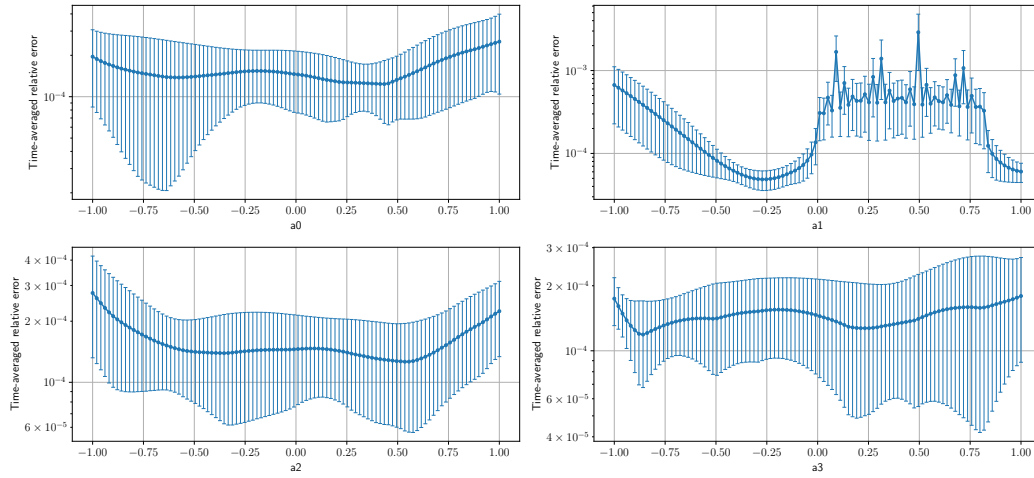 Time-averaged relative error
10⁻⁴
−1.00 −0.75 −0.50 −0.25 0.00 0.25 0.50 0.75 1.00
a0
Time-averaged relative error
10⁻³
10⁻⁴
−1.00 −0.75 −0.50 −0.25 0.00 0.25 0.50 0.75 1.00
a1
Time-averaged relative error
4 × 10⁻⁴
3 × 10⁻⁴
2 × 10⁻⁴
10⁻⁴
6 × 10⁻⁵
−1.00 −0.75 −0.50 −0.25 0.00 0.25 0.50 0.75 1.00
a2
Time-averaged relative error
3 × 10⁻⁴
2 × 10⁻⁴
10⁻⁴
6 × 10⁻⁵
4 × 10⁻⁵
−1.00 −0.75 −0.50 −0.25 0.00 0.25 0.50 0.75 1.00
a3